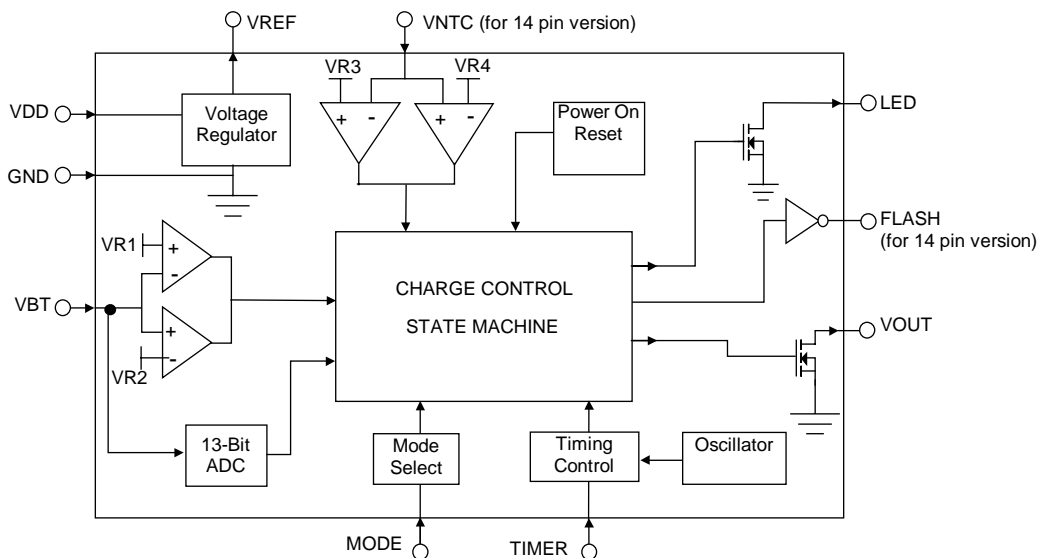 VREF
VNTC (for 14 pin version)
VR3
VR4
VDD
Voltage
Regulator
+
-
+
-
Power On
Reset
LED
GND
FLASH
(for 14 pin version)
VR1
+
-
CHARGE CONTROL
STATE MACHINE
VBT
+
-
VR2
VOUT
13-Bit
ADC
Mode
Select
Timing
Control
Oscillator
MODE
TIMER